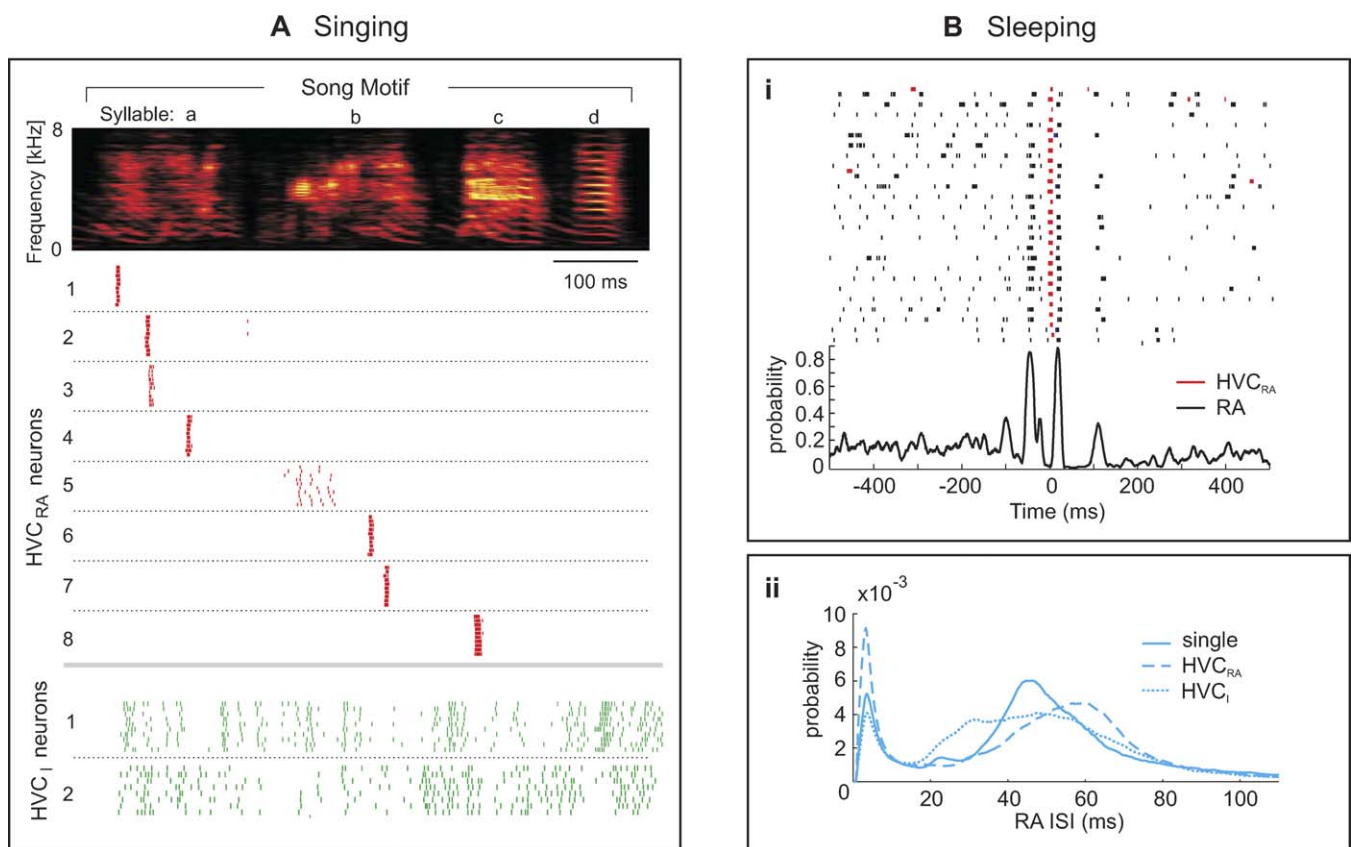 A Singing
Song Motif
Syllable: a b c d
8
Frequency [kHz]
0
100 ms
1
2
3
4
5
6
7
8
HVC_RA neurons
1
2
HVC_I neurons
B Sleeping
i
0.8
0.6
0.4
0.2
0
probability
HVC_RA
RA
-400 -200 0 200 400
Time (ms)
ii
x10^-3
10
8
6
4
2
0 20 40 60 80 100
probability
single
HVC_RA
HVC_I
RA ISI (ms)